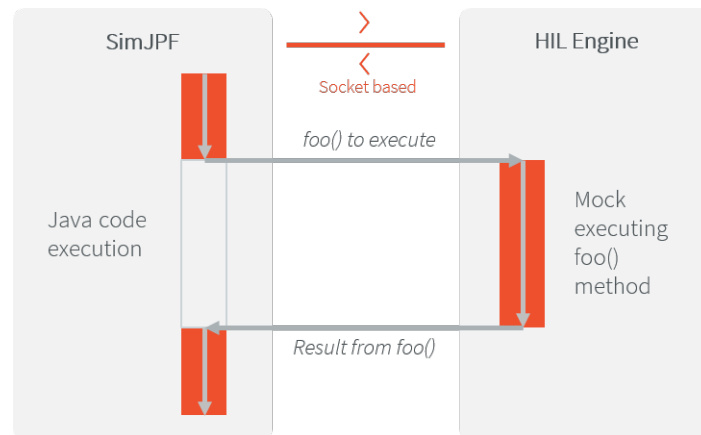 SimJPF
HIL Engine
Socket based
foo() to execute
Java code
execution
Mock
executing
foo()
method
Result from foo()